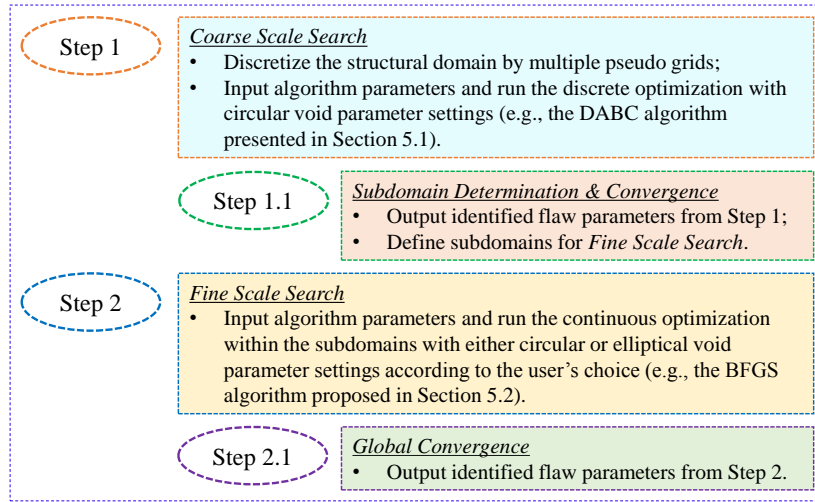 Step 1
Coarse Scale Search
• Discretize the structural domain by multiple pseudo grids;
• Input algorithm parameters and run the discrete optimization with
circular void parameter settings (e.g., the DABC algorithm
presented in Section 5.1).
Step 1.1
Subdomain Determination & Convergence
• Output identified flaw parameters from Step 1;
• Define subdomains for Fine Scale Search.
Step 2
Fine Scale Search
• Input algorithm parameters and run the continuous optimization
within the subdomains with either circular or elliptical void
parameter settings according to the user's choice (e.g., the BFGS
algorithm proposed in Section 5.2).
Step 2.1
Global Convergence
• Output identified flaw parameters from Step 2.